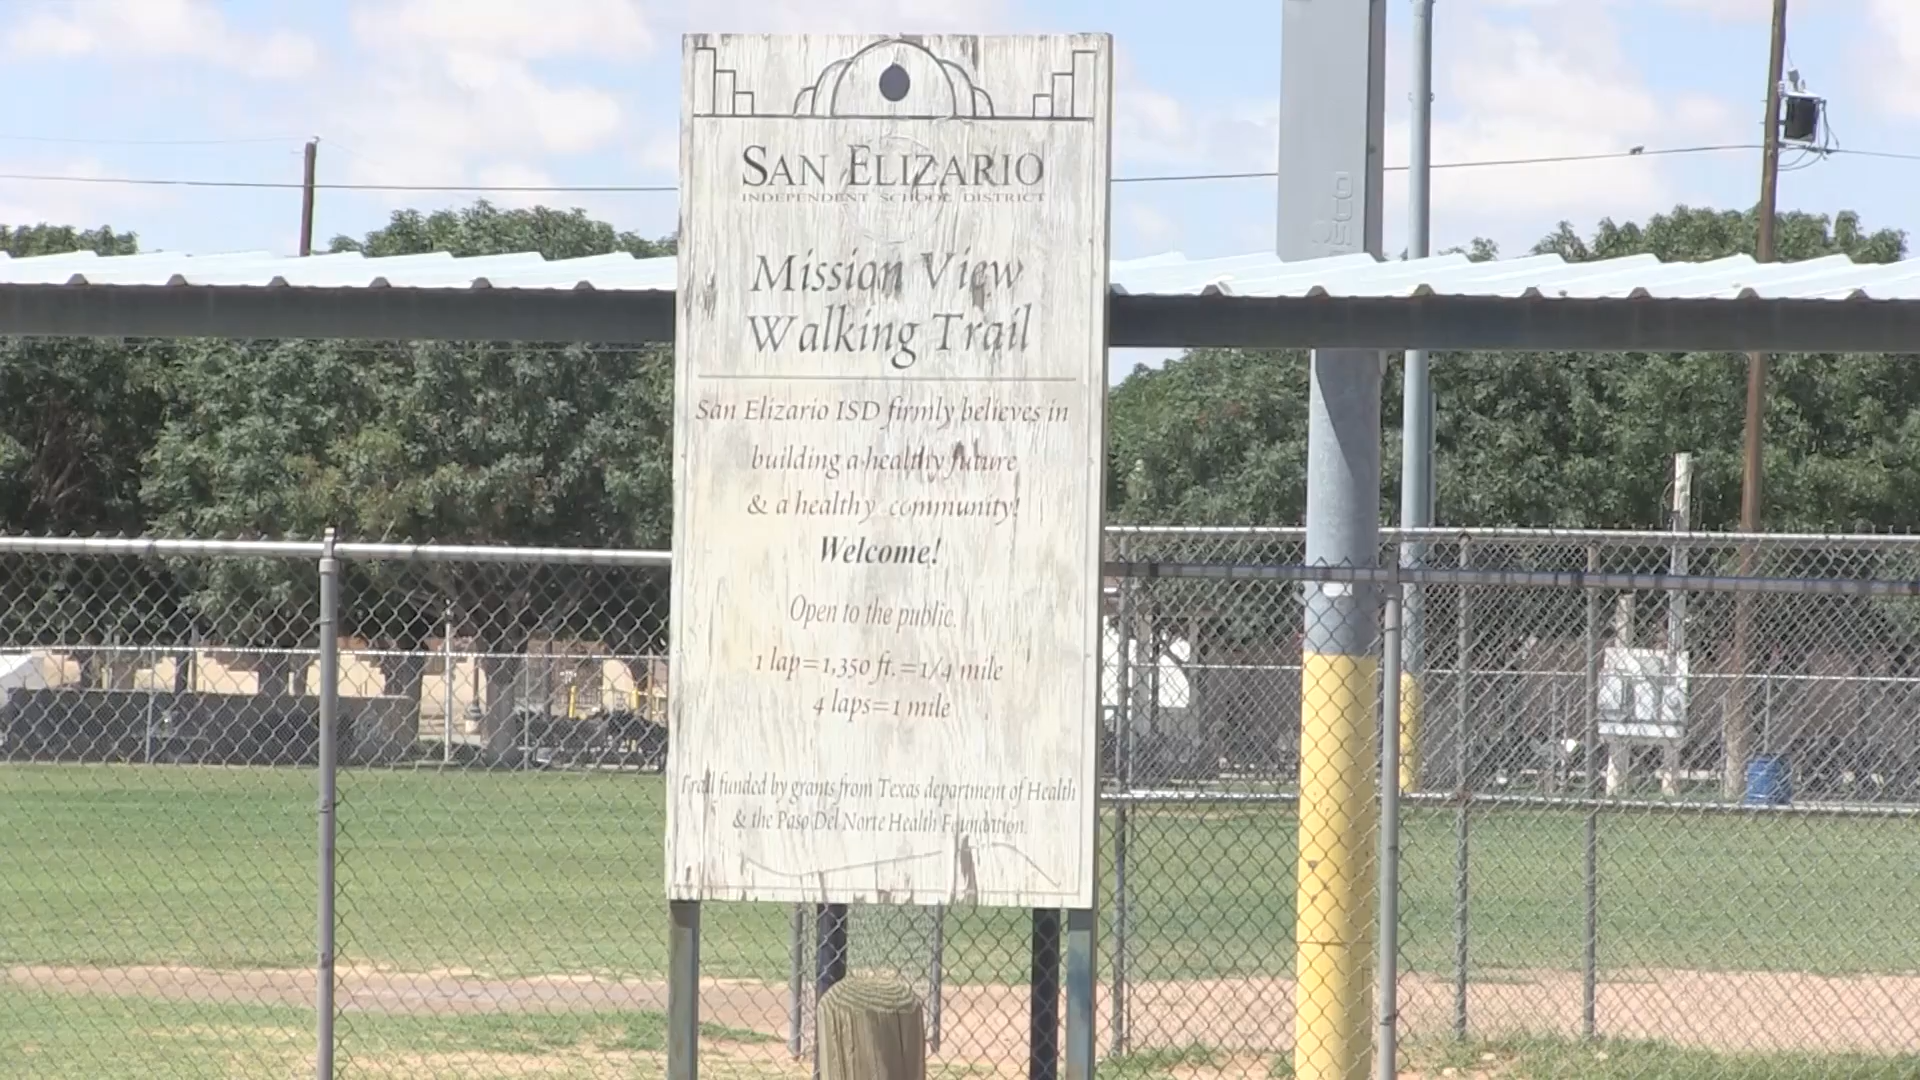 SAN ELIZARIO
INDEPENDENT SCHOOL DISTRICT
Mission View
Walking Trail
San Elizario ISD firmly believes in
building a healthy future
& a healthy community!
Welcome!
Open to the public.
1 lap=1,350 ft.=1/4 mile
4 laps=1 mile
Trail funded by grants from Texas department of Health
& the Paso Del Norte Health Foundation.